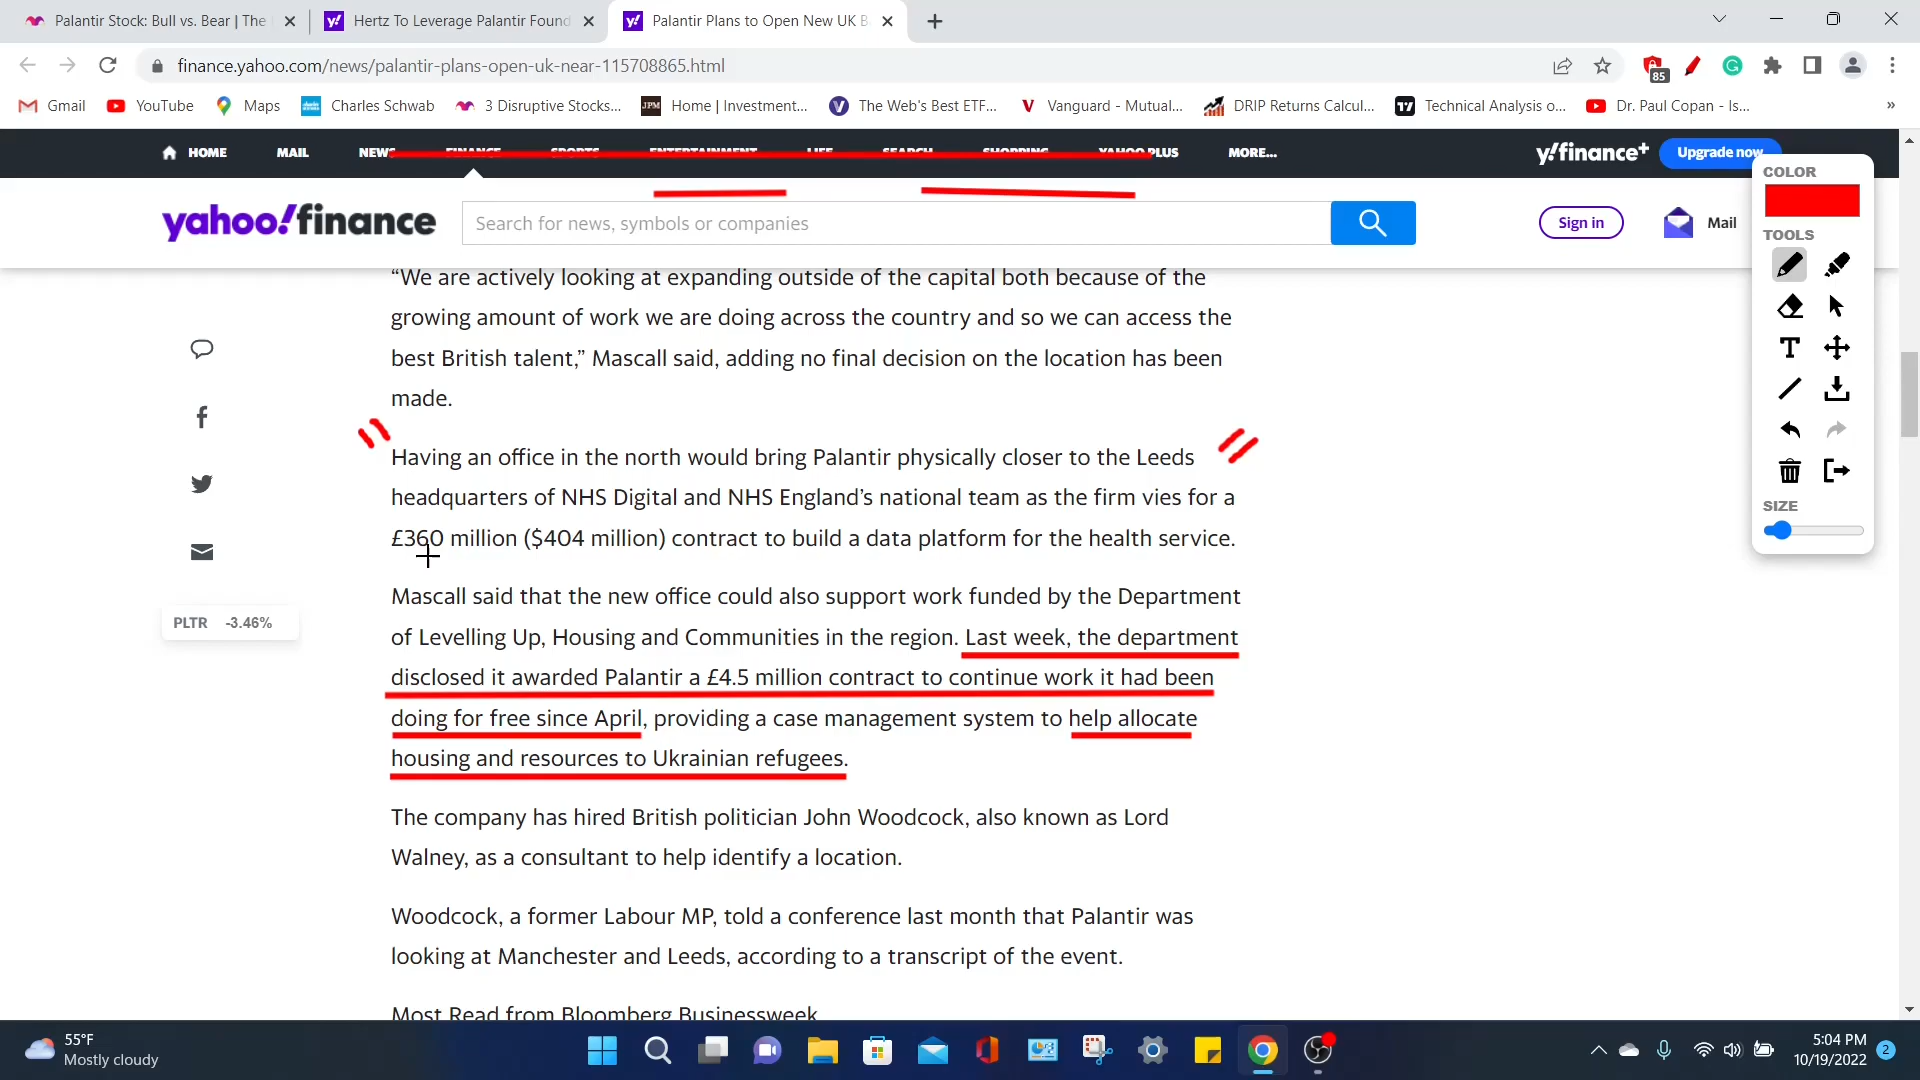 Palantir Stock: Bull vs. Bear | The
Hertz To Leverage Palantir Found
Palantir Plans to Open New UK B
finance.yahoo.com/news/palantir-plans-open-uk-near-115708865.html
85
Gmail
YouTube
Maps
Charles Schwab
3 Disruptive Stocks...
JPM
Home | Investment...
The Web's Best ETF...
Vanguard - Mutual...
DRIP Returns Calcul...
Technical Analysis o...
Dr. Paul Copan - Is...
»
HOME
MAIL
NEWS
FINANCE
SPORTS
ENTERTAINMENT
LIFE
SEARCH
SHOPPING
YAHOO PLUS
MORE...
y!finance+
Upgrade now
yahoo!finance
Search for news, symbols or companies
Sign in
Mail
COLOR
TOOLS
T
SIZE
“We are actively looking at expanding outside of the capital both because of the
growing amount of work we are doing across the country and so we can access the
best British talent,” Mascall said, adding no final decision on the location has been
made.
Having an office in the north would bring Palantir physically closer to the Leeds
headquarters of NHS Digital and NHS England’s national team as the firm vies for a
£360 million ($404 million) contract to build a data platform for the health service.
Mascall said that the new office could also support work funded by the Department
of Levelling Up, Housing and Communities in the region. Last week, the department
disclosed it awarded Palantir a £4.5 million contract to continue work it had been
doing for free since April, providing a case management system to help allocate
housing and resources to Ukrainian refugees.
The company has hired British politician John Woodcock, also known as Lord
Walney, as a consultant to help identify a location.
Woodcock, a former Labour MP, told a conference last month that Palantir was
looking at Manchester and Leeds, according to a transcript of the event.
Most Read from Bloomberg Businessweek
PLTR -3.46%
55°F
Mostly cloudy
5:04 PM
10/19/2022
2